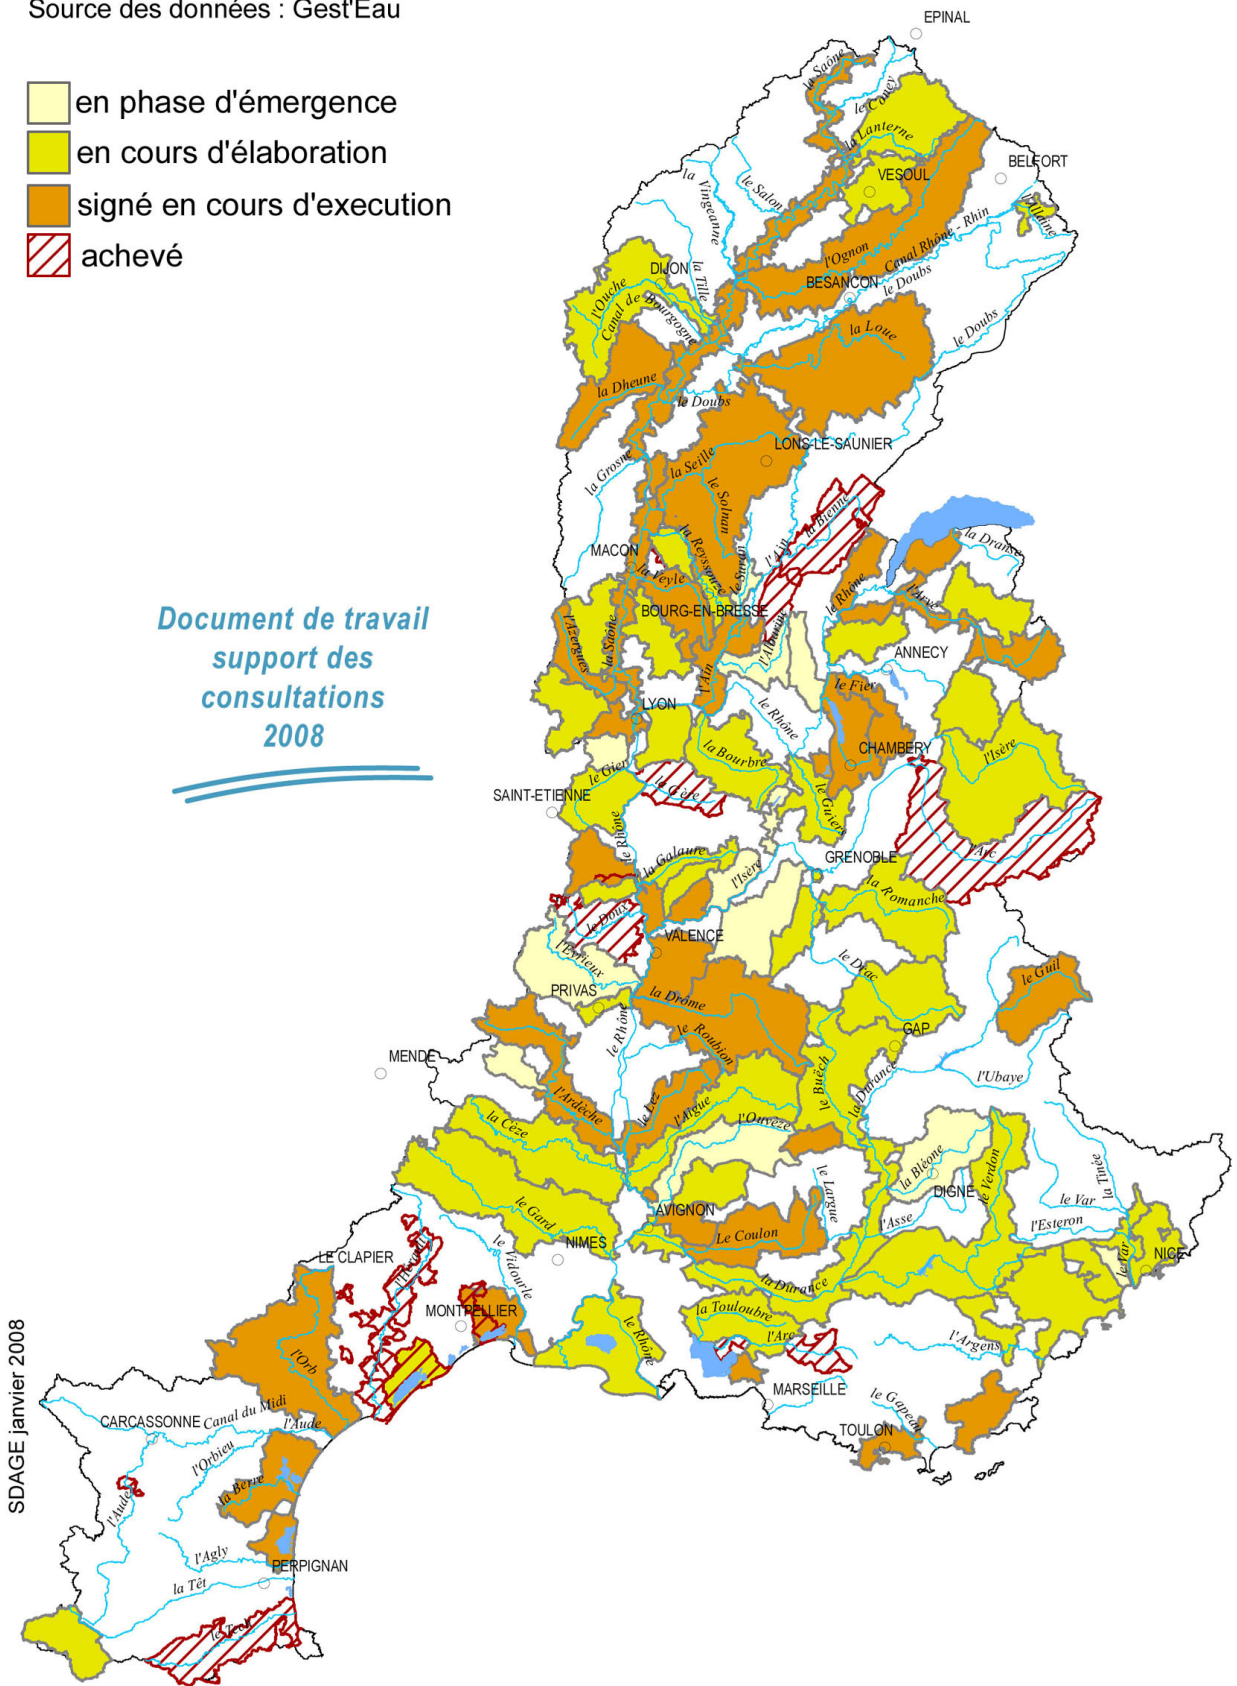 Source des données : Gest'Eau
en phase d'émergence
en cours d'élaboration
signé en cours d'execution
achevé
Document de travail
support des
consultations
2008
SDAGE janvier 2008
EPINAL
la Saône
le Coney
la Lanterne
VESOUL
BELFORT
l'Allaine
la Vingeanne
le Salon
la Tille
l'Ognon
Canal Rhône - Rhin
BESANCON
le Doubs
DIJON
l'Ouche
Canal de Bourgogne
la Loue
le Doubs
la Dheune
le Doubs
LONS-LE-SAUNIER
la Grosne
la Seille
le Solnan
la Bienne
l'Ain
la Reyssouze
le Suran
MACON
la Veyle
BOURG-EN-BRESSE
la Dranse
le Rhône
l'Arve
l'Albarine
l'Azergues
la Saône
l'Ain
ANNECY
le Fier
LYON
le Rhône
CHAMBERY
la Bourbre
l'Isère
le Gier
la Gère
le Guiers
SAINT-ETIENNE
le Rhône
l'Arc
GRENOBLE
la Galaure
l'Isère
la Romanche
le Doux
VALENCE
l'Eyrieux
le Drac
le Guil
PRIVAS
la Drôme
le Rhône
le Roubion
GAP
MENDE
l'Ubaye
le Buëch
la Durance
l'Ardèche
le Lez
l'Aigue
la Cèze
l'Ouvèze
la Bléone
le Verdon
la Tinée
le Largue
DIGNE
le Var
le Gard
AVIGNON
l'Asse
l'Esteron
Le Coulon
NIMES
le Vidourle
le Var
NICE
LE CLAPIER
l'Hérault
la Durance
MONTPELLIER
la Touloubre
le Rhône
l'Arc
l'Argens
l'Orb
MARSEILLE
le Gapeau
CARCASSONNE
Canal du Midi
l'Aude
TOULON
l'Orbieu
la Berre
l'Aude
l'Agly
PERPIGNAN
la Têt
le Tech